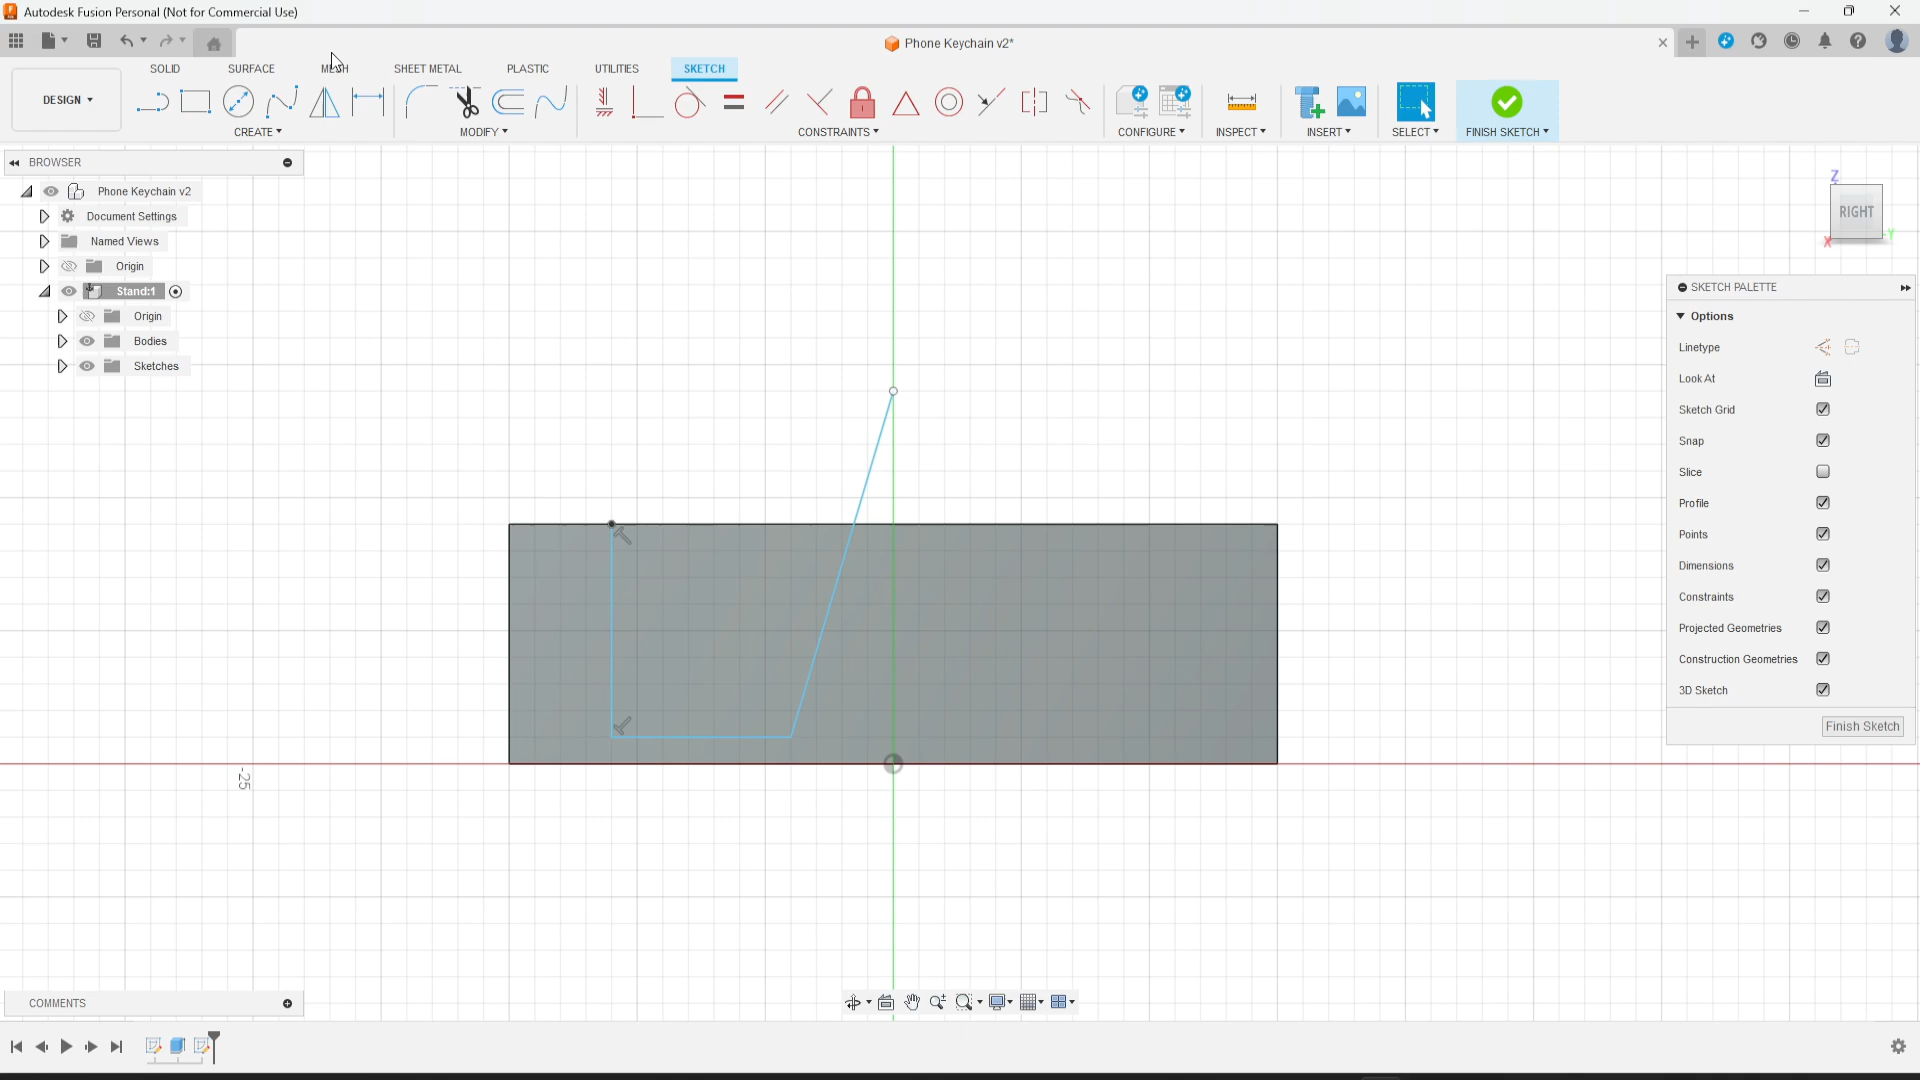 Autodesk Fusion Personal (Not for Commercial Use)
Phone Keychain v2*
SOLID SURFACE MESH SHEET METAL PLASTIC UTILITIES SKETCH
DESIGN
CREATE MODIFY CONSTRAINTS CONFIGURE INSPECT INSERT SELECT FINISH SKETCH
BROWSER
Phone Keychain v2
Document Settings
Named Views
Origin
Stand:1
Origin
Bodies
Sketches
Z
RIGHT
X Y
SKETCH PALETTE
Options
Linetype
Look At
Sketch Grid
Snap
Slice
Profile
Points
Dimensions
Constraints
Projected Geometries
Construction Geometries
3D Sketch
Finish Sketch
-25
COMMENTS